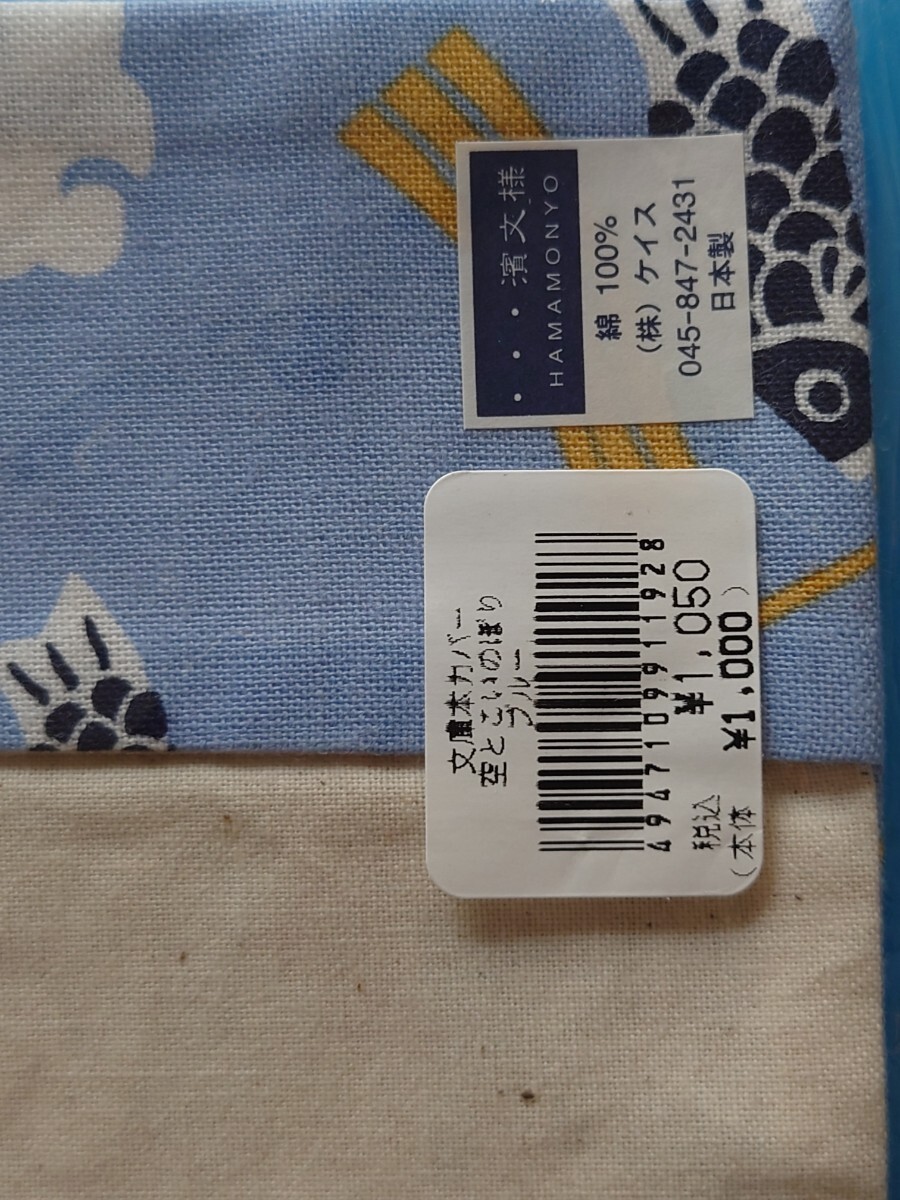 ・・・濱文様
HAMAMONYO
綿 100%
(株)ケイス
045-847-2431
日本製
文庫本カバー
空とこいのぼり
ブルー
4947109911928
税込 ¥1,050
(本体 ¥1,000)